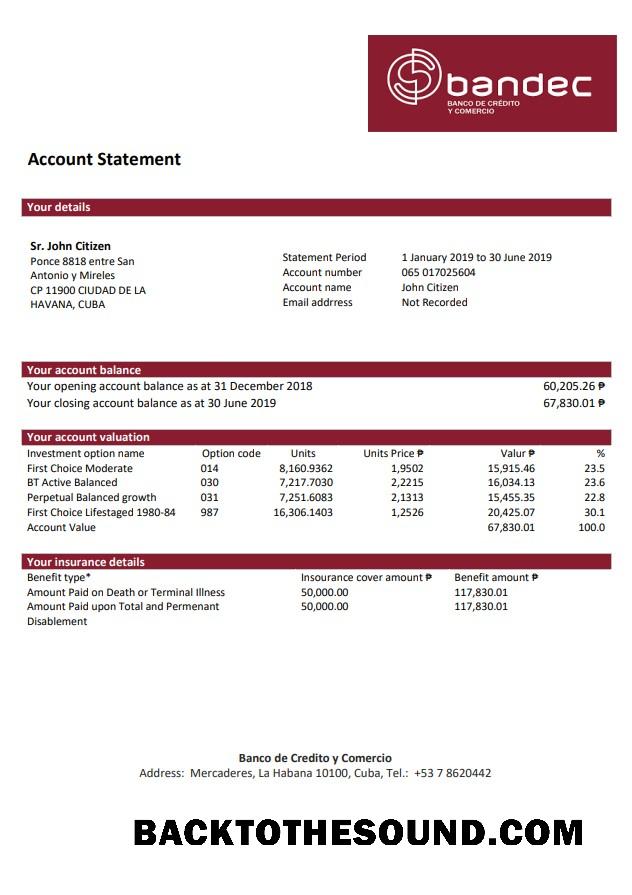 bandec
BANCO DE CRÉDITO
Y COMERCIO
Account Statement
Your details
Sr. John Citizen
Ponce 8818 entre San
Antonio y Mireles
CP 11900 CIUDAD DE LA
HAVANA, CUBA
Statement Period 1 January 2019 to 30 June 2019
Account number 065 017025604
Account name John Citizen
Email addrress Not Recorded
Your account balance
Your opening account balance as at 31 December 2018 60,205.26 ₱
Your closing account balance as at 30 June 2019 67,830.01 ₱
Your account valuation
Investment option name Option code Units Units Price ₱ Valur ₱ %
First Choice Moderate 014 8,160.9362 1,9502 15,915.46 23.5
BT Active Balanced 030 7,217.7030 2,2215 16,034.13 23.6
Perpetual Balanced growth 031 7,251.6083 2,1313 15,455.35 22.8
First Choice Lifestaged 1980-84 987 16,306.1403 1,2526 20,425.07 30.1
Account Value 67,830.01 100.0
Your insurance details
Benefit type* Insourance cover amount ₱ Benefit amount ₱
Amount Paid on Death or Terminal Illness 50,000.00 117,830.01
Amount Paid upon Total and Permenant 50,000.00 117,830.01
Disablement
Banco de Credito y Comercio
Address: Mercaderes, La Habana 10100, Cuba, Tel.: +53 7 8620442
BACKTOTHESOUND.COM